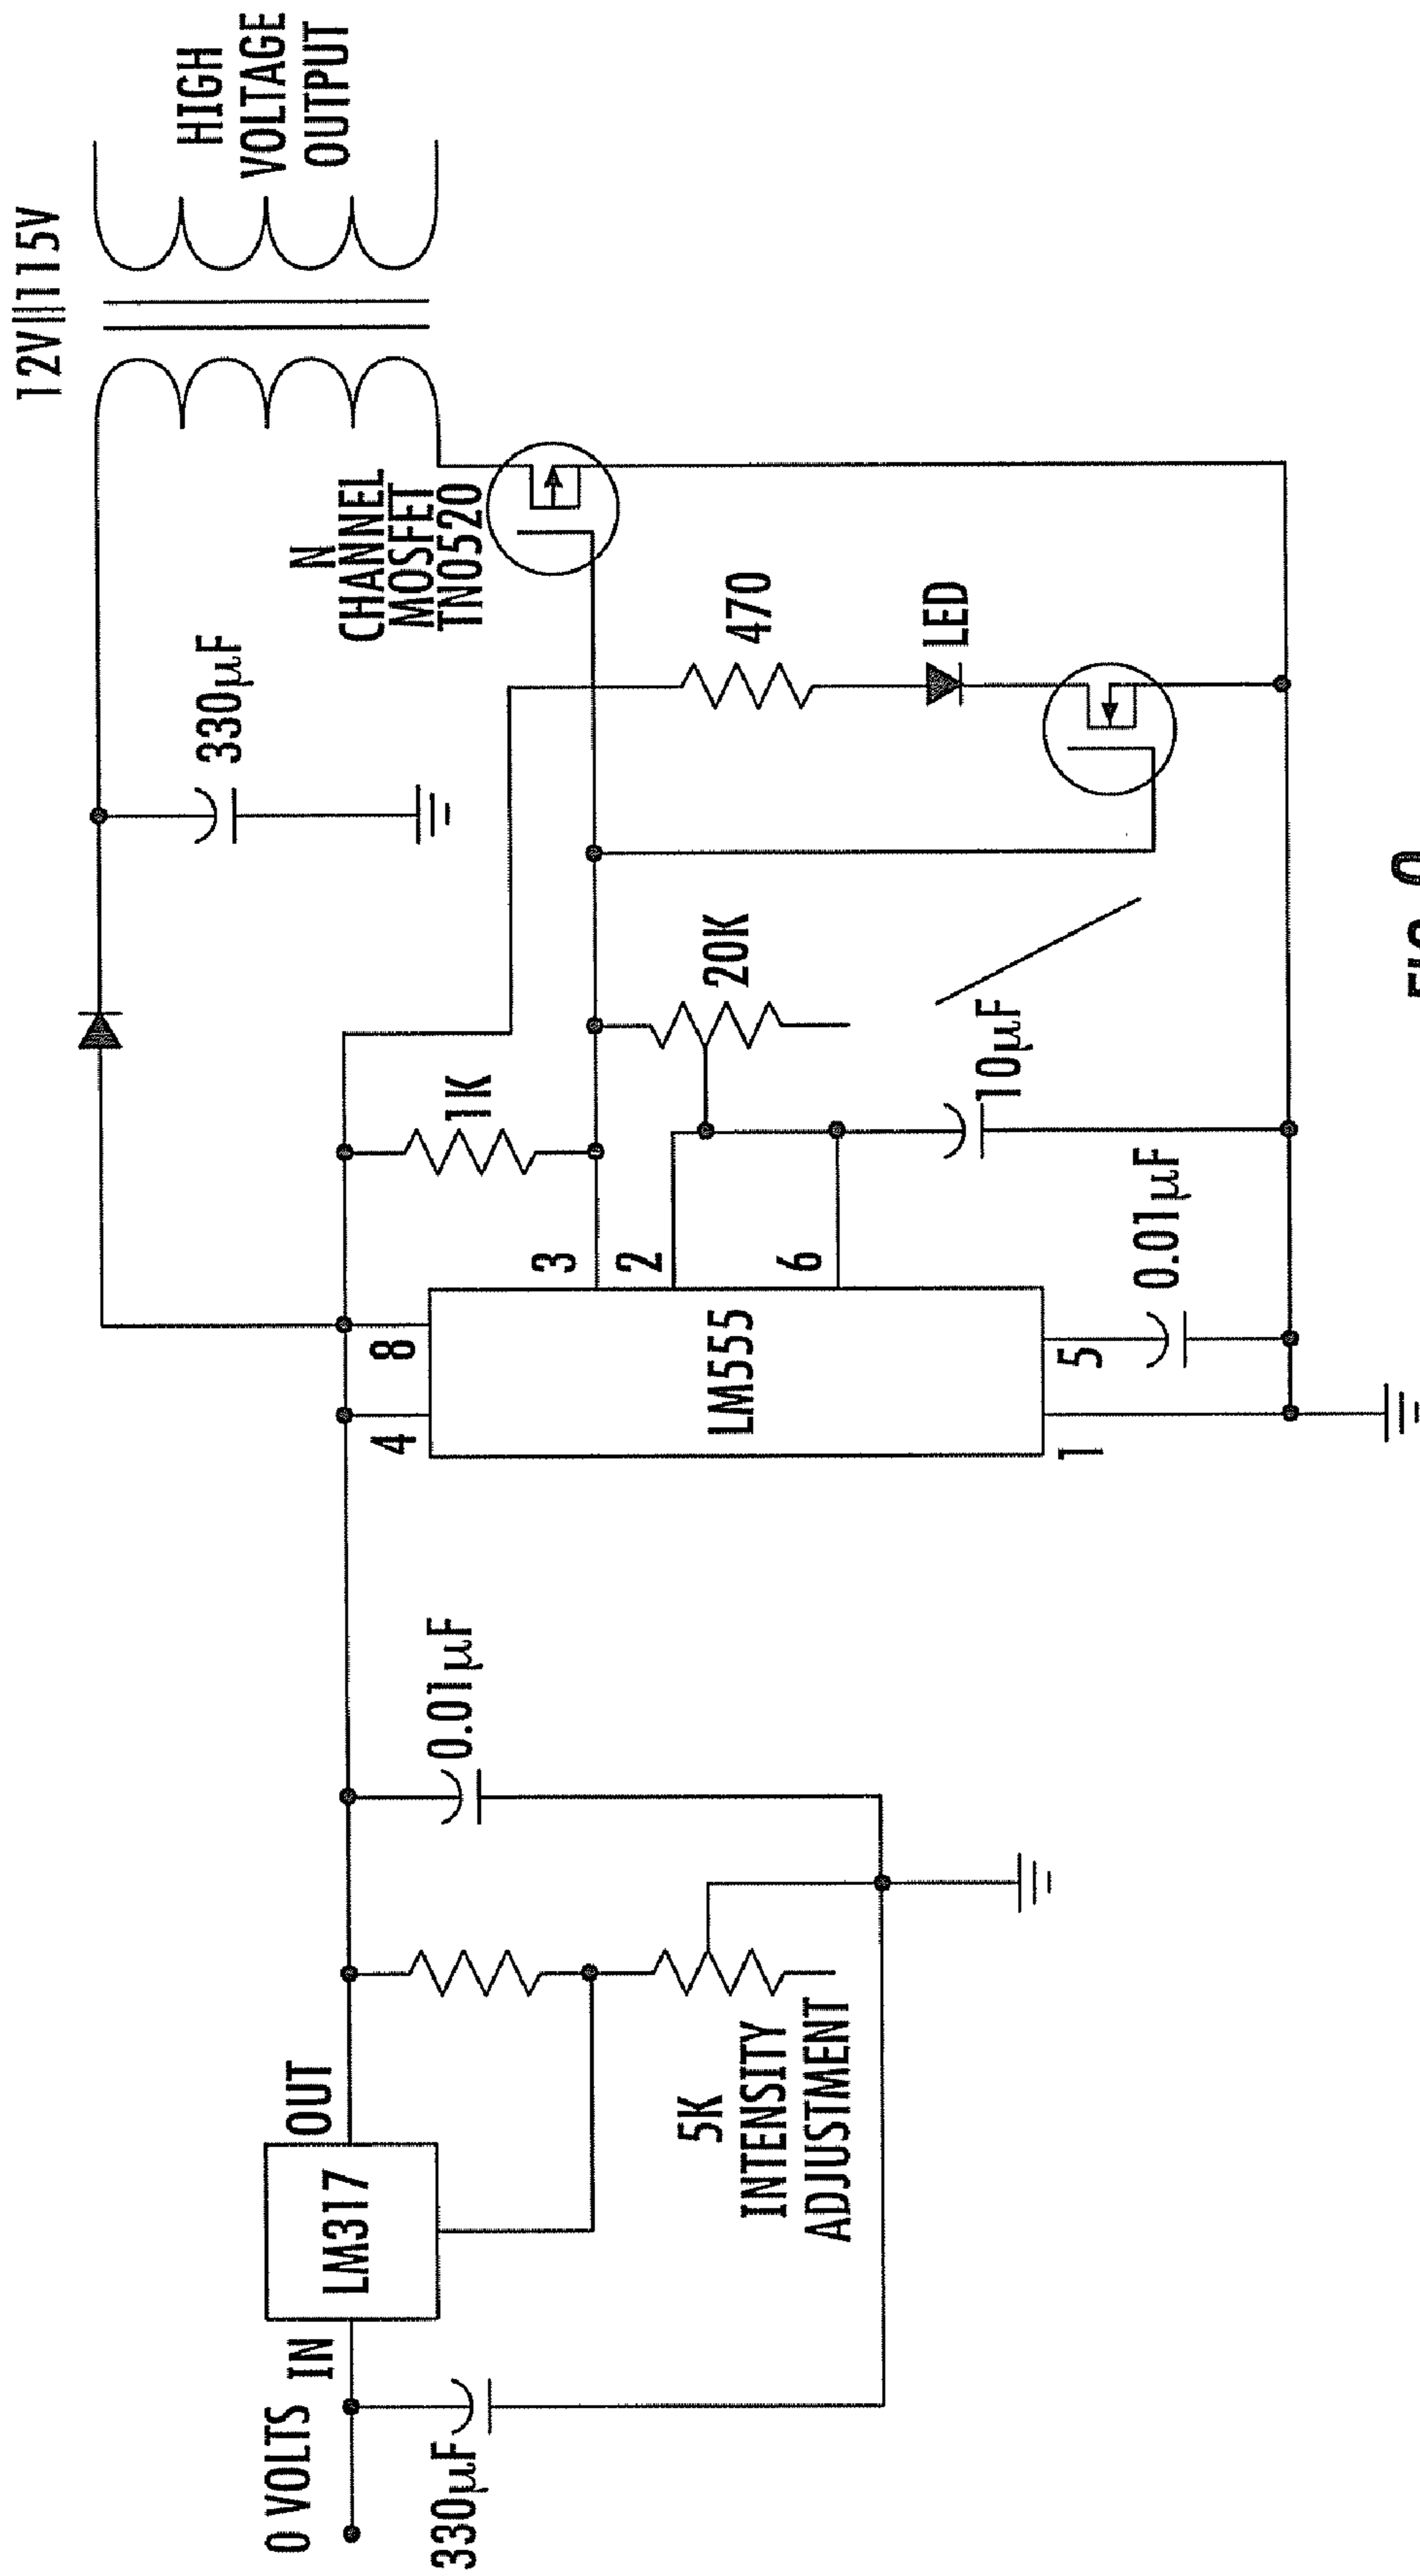 12V 115V
HIGH
VOLTAGE
OUTPUT
330µF
N
CHANNEL
MOSFET
TN0520
0 VOLTS
IN
LM317
OUT
330µF
0.01µF
5K
INTENSITY
ADJUSTMENT
4
8
LM555
3
2
6
1
5
1K
20K
10µF
0.01µF
470
LED